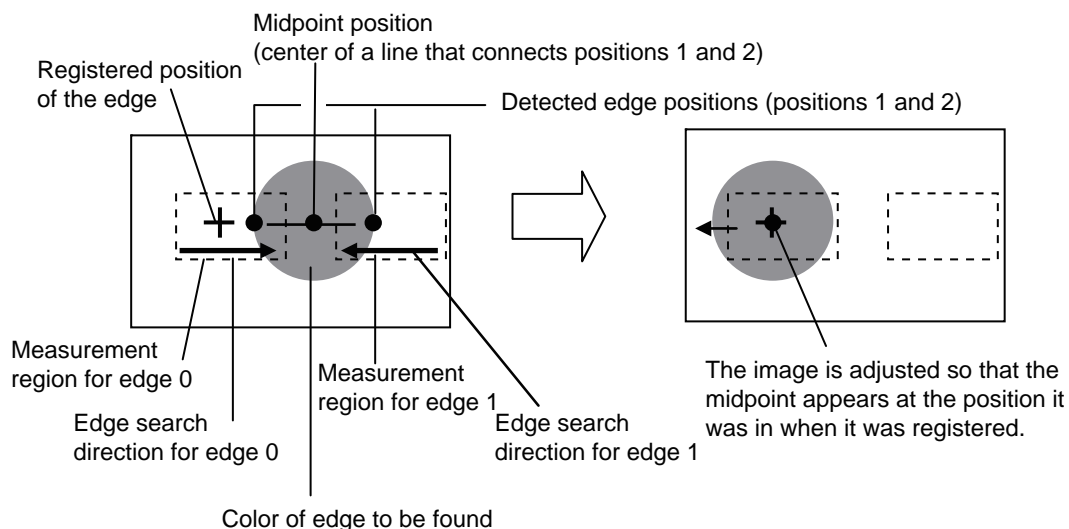 Midpoint position
(center of a line that connects positions 1 and 2)
Registered position
of the edge
Detected edge positions (positions 1 and 2)
Measurement
region for edge 0
Edge search
direction for edge 0
Measurement
region for edge 1
Edge search
direction for edge 1
Color of edge to be found
The image is adjusted so that the
midpoint appears at the position it
was in when it was registered.